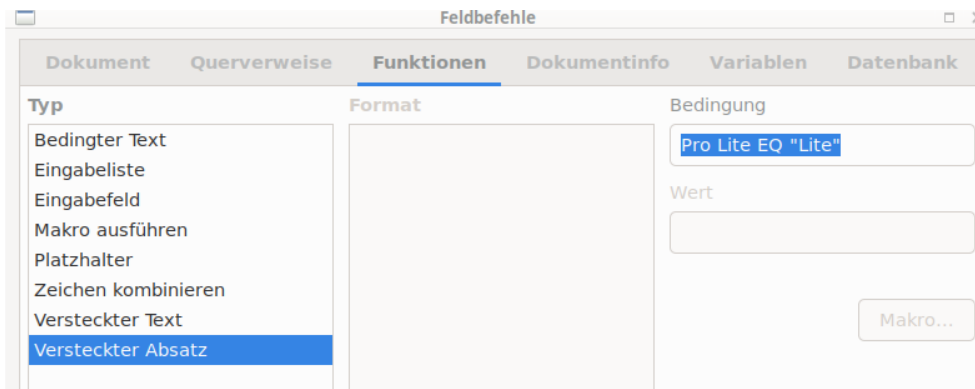 Feldbefehle
Dokument Querverweise Funktionen Dokumentinfo Variablen Datenbank
Typ
Format
Bedingung
Bedingter Text
Eingabeliste
Eingabefeld
Makro ausführen
Platzhalter
Zeichen kombinieren
Versteckter Text
Versteckter Absatz
Pro Lite EQ "Lite"
Wert
Makro...